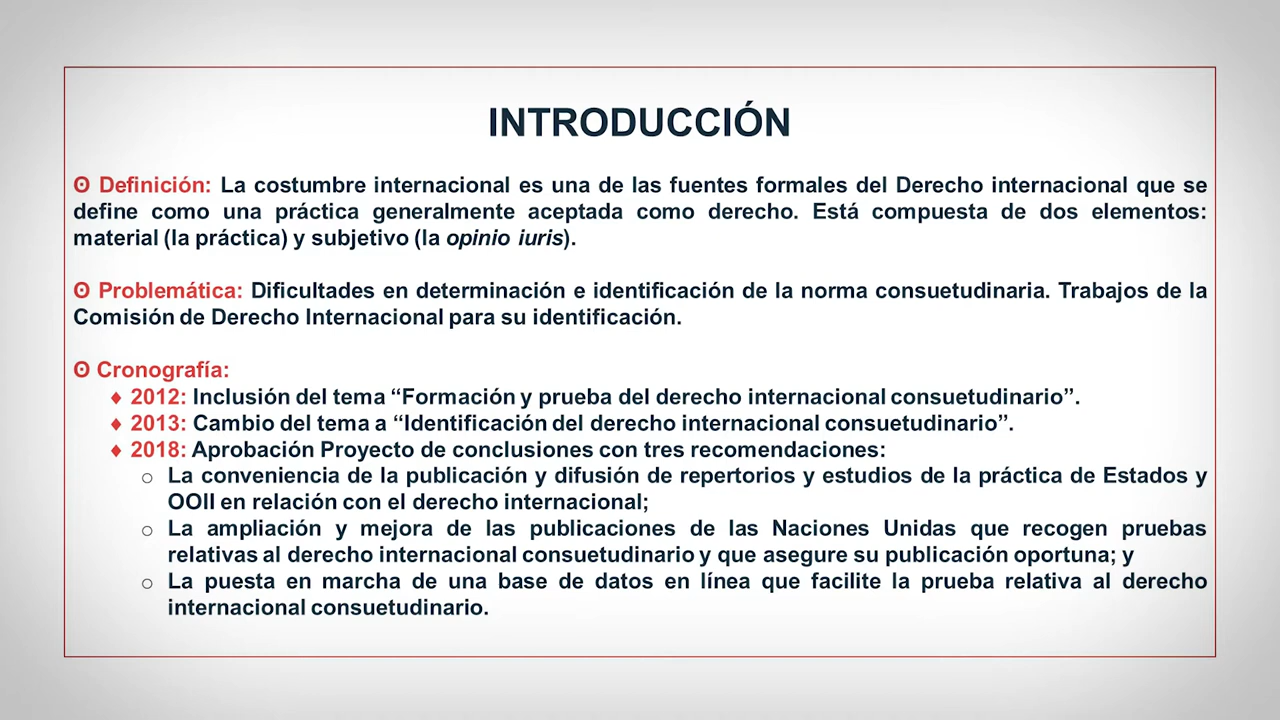 INTRODUCCIÓN
ʘ Definición: La costumbre internacional es una de las fuentes formales del Derecho internacional que se
define como una práctica generalmente aceptada como derecho. Está compuesta de dos elementos:
material (la práctica) y subjetivo (la opinio iuris).
ʘ Problemática: Dificultades en determinación e identificación de la norma consuetudinaria. Trabajos de la
Comisión de Derecho Internacional para su identificación.
ʘ Cronografía:
♦ 2012: Inclusión del tema “Formación y prueba del derecho internacional consuetudinario”.
♦ 2013: Cambio del tema a “Identificación del derecho internacional consuetudinario”.
♦ 2018: Aprobación Proyecto de conclusiones con tres recomendaciones:
o La conveniencia de la publicación y difusión de repertorios y estudios de la práctica de Estados y
OOII en relación con el derecho internacional;
o La ampliación y mejora de las publicaciones de las Naciones Unidas que recogen pruebas
relativas al derecho internacional consuetudinario y que asegure su publicación oportuna; y
o La puesta en marcha de una base de datos en línea que facilite la prueba relativa al derecho
internacional consuetudinario.